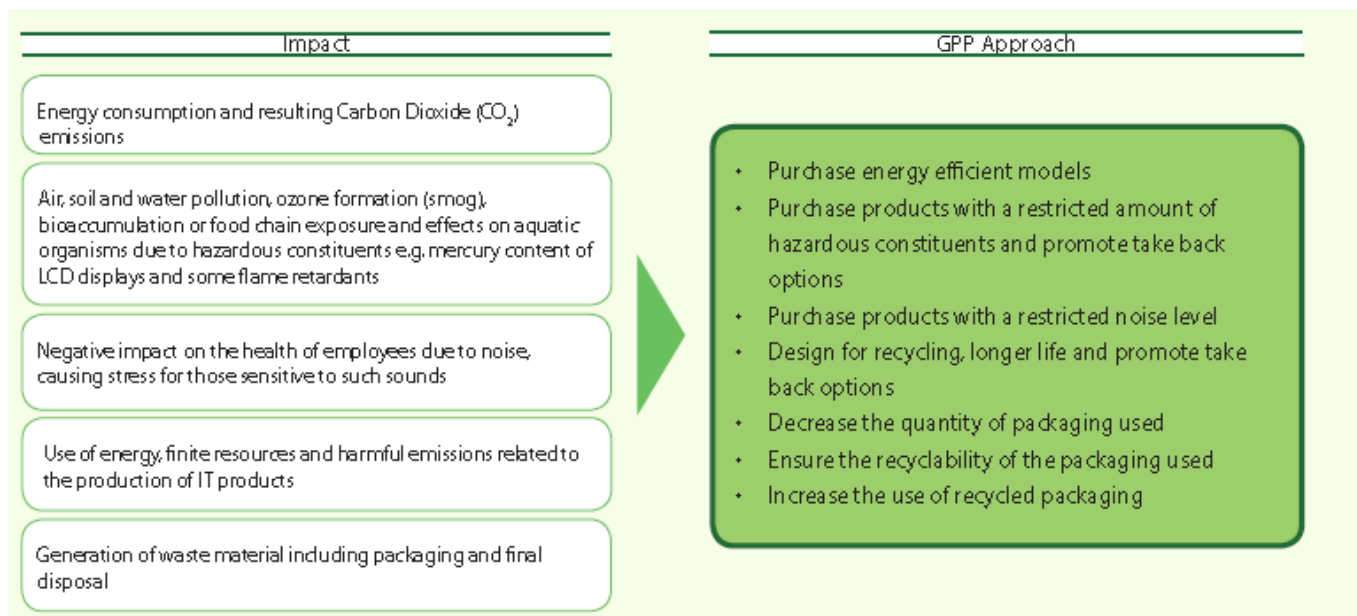 Impact
Energy consumption and resulting Carbon Dioxide (CO₂)
emissions
Air, soil and water pollution, ozone formation (smog),
bioaccumulation or food chain exposure and effects on aquatic
organisms due to hazardous constituents e.g. mercury content of
LCD displays and some flame retardants
Negative impact on the health of employees due to noise,
causing stress for those sensitive to such sounds
Use of energy, finite resources and harmful emissions related to
the production of IT products
Generation of waste material including packaging and final
disposal
GPP Approach
• Purchase energy efficient models
• Purchase products with a restricted amount of
hazardous constituents and promote take back
options
• Purchase products with a restricted noise level
• Design for recycling, longer life and promote take
back options
• Decrease the quantity of packaging used
• Ensure the recyclability of the packaging used
• Increase the use of recycled packaging